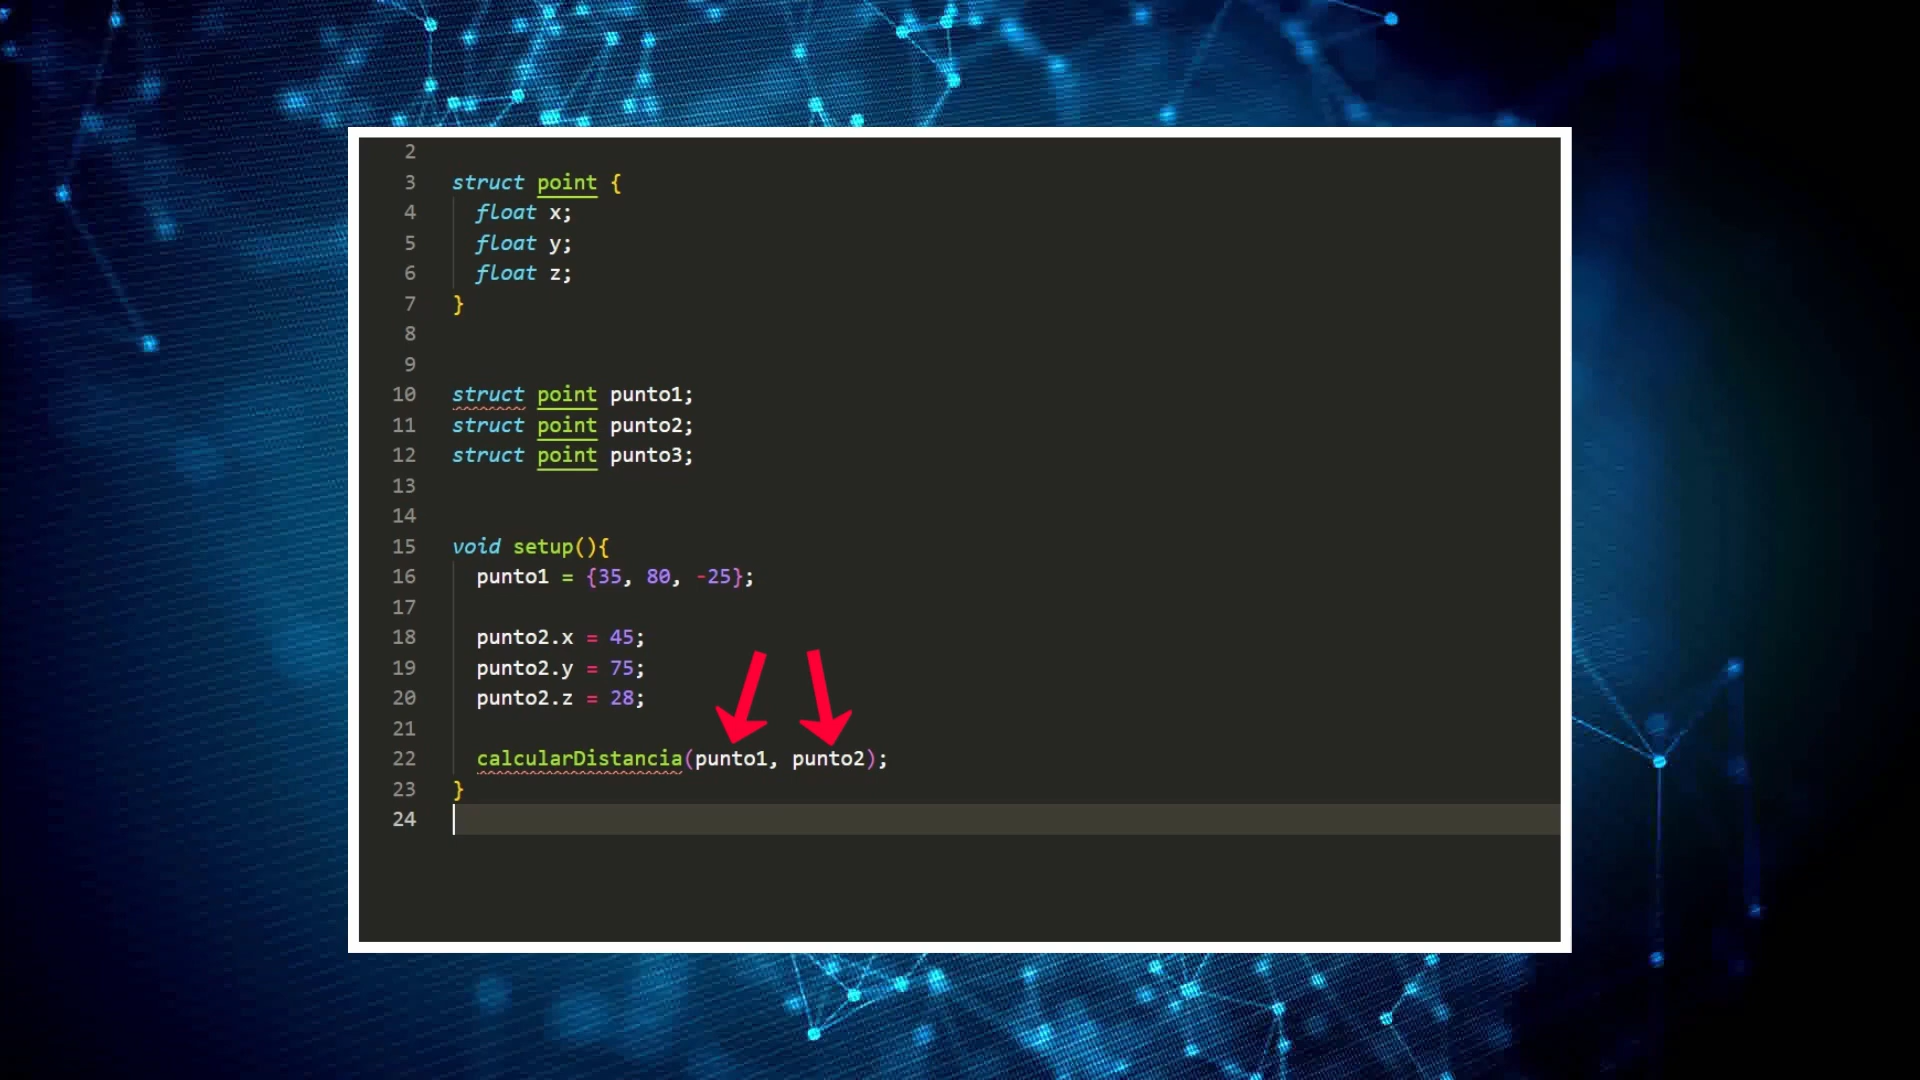 2
3 struct point {
4 float x;
5 float y;
6 float z;
7 }
8
9
10 struct point punto1;
11 struct point punto2;
12 struct point punto3;
13
14
15 void setup(){
16 punto1 = {35, 80, -25};
17
18 punto2.x = 45;
19 punto2.y = 75;
20 punto2.z = 28;
21
22 calcularDistancia(punto1, punto2);
23 }
24